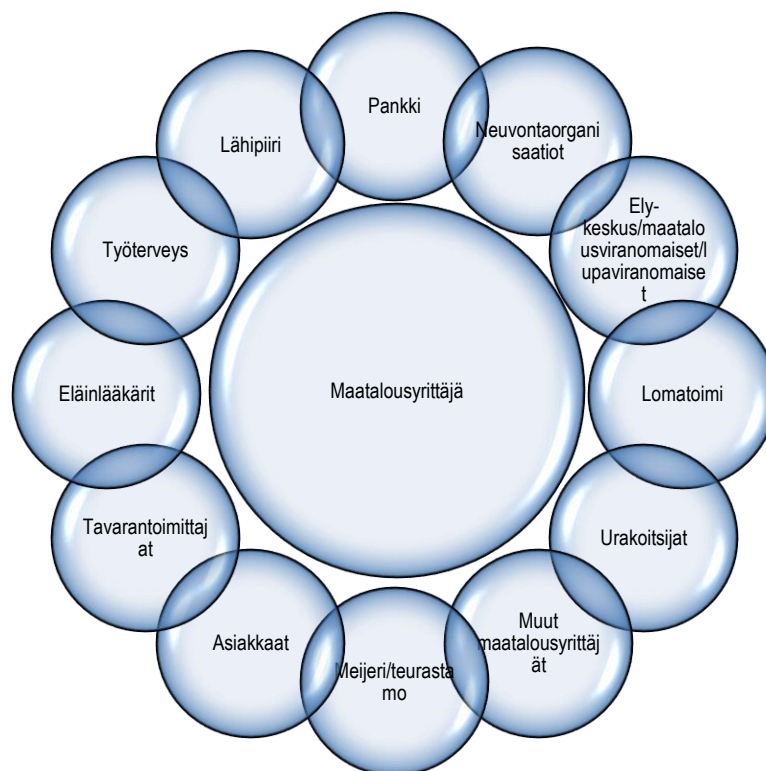 Pankki
Neuvontaorgani
saatiot
Ely-
keskus/maatalo
usviranomaiset/l
upaviranomaise
t
Lomatoimi
Urakoitsijat
Muut
maatalousyrittäj
ät
Meijeri/teurasta
mo
Asiakkaat
Tavarantoimittaj
at
Eläinlääkärit
Työterveys
Lähipiiri
Maatalousyrittäjä